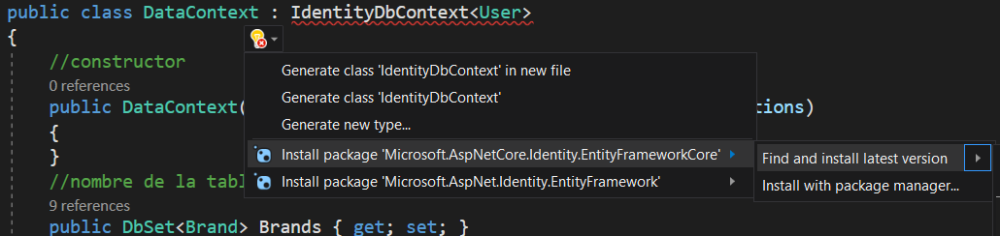 public class DataContext : IdentityDbContext<User>
{
//constructor
0 references
public DataContext(
tions)
{
}
//nombre de la tabl
9 references
public DbSet<Brand> Brands { get; set; }
Generate class 'IdentityDbContext' in new file
Generate class 'IdentityDbContext'
Generate new type...
Install package 'Microsoft.AspNetCore.Identity.EntityFrameworkCore'
Install package 'Microsoft.AspNet.Identity.EntityFramework'
Find and install latest version
Install with package manager...